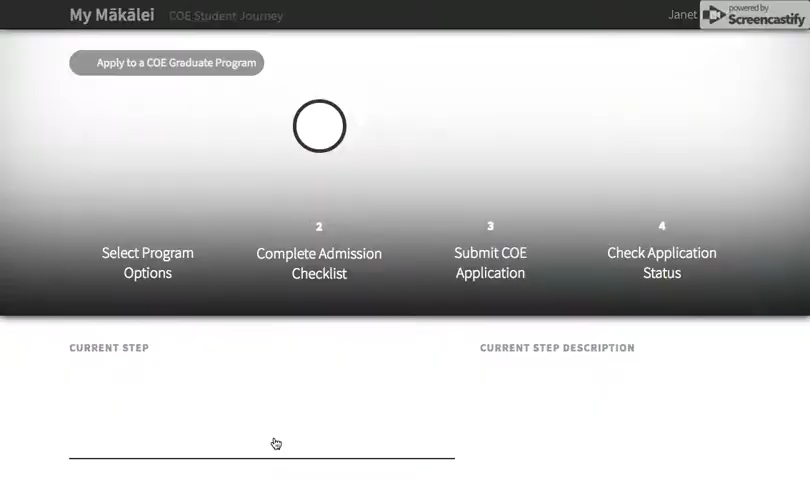 My Mākālei COE Student Journey Janet
powered by
Screencastify
Apply to a COE Graduate Program
2 3 4
Select Program
Options
Complete Admission
Checklist
Submit COE
Application
Check Application
Status
CURRENT STEP
CURRENT STEP DESCRIPTION